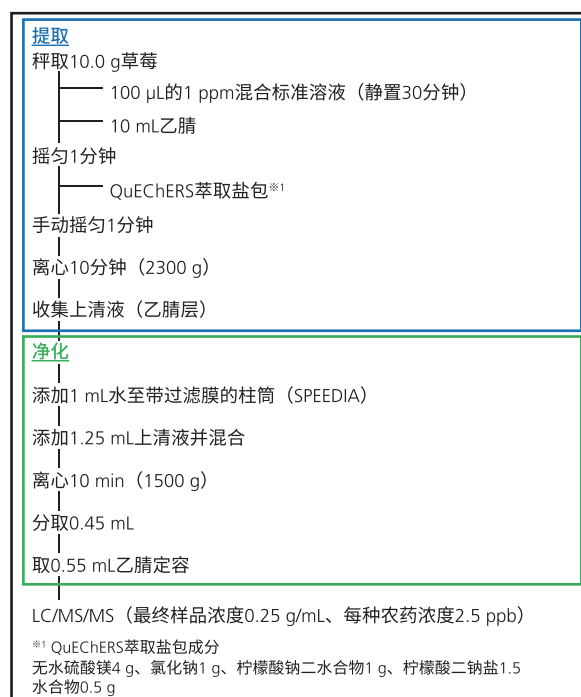 提取
秤取10.0 g草莓
100 μL的1 ppm混合标准溶液（静置30分钟）
10 mL乙腈
摇匀1分钟
QuEChERS萃取盐包※1
手动摇匀1分钟
离心10分钟（2300 g）
收集上清液（乙腈层）
净化
添加1 mL水至带过滤膜的柱筒（SPEEDIA）
添加1.25 mL上清液并混合
离心10 min（1500 g）
分取0.45 mL
取0.55 mL乙腈定容
LC/MS/MS（最终样品浓度0.25 g/mL、每种农药浓度2.5 ppb）
※1 QuEChERS萃取盐包成分
无水硫酸镁4 g、氯化钠1 g、柠檬酸钠二水合物1 g、柠檬酸二钠盐1.5
水合物0.5 g